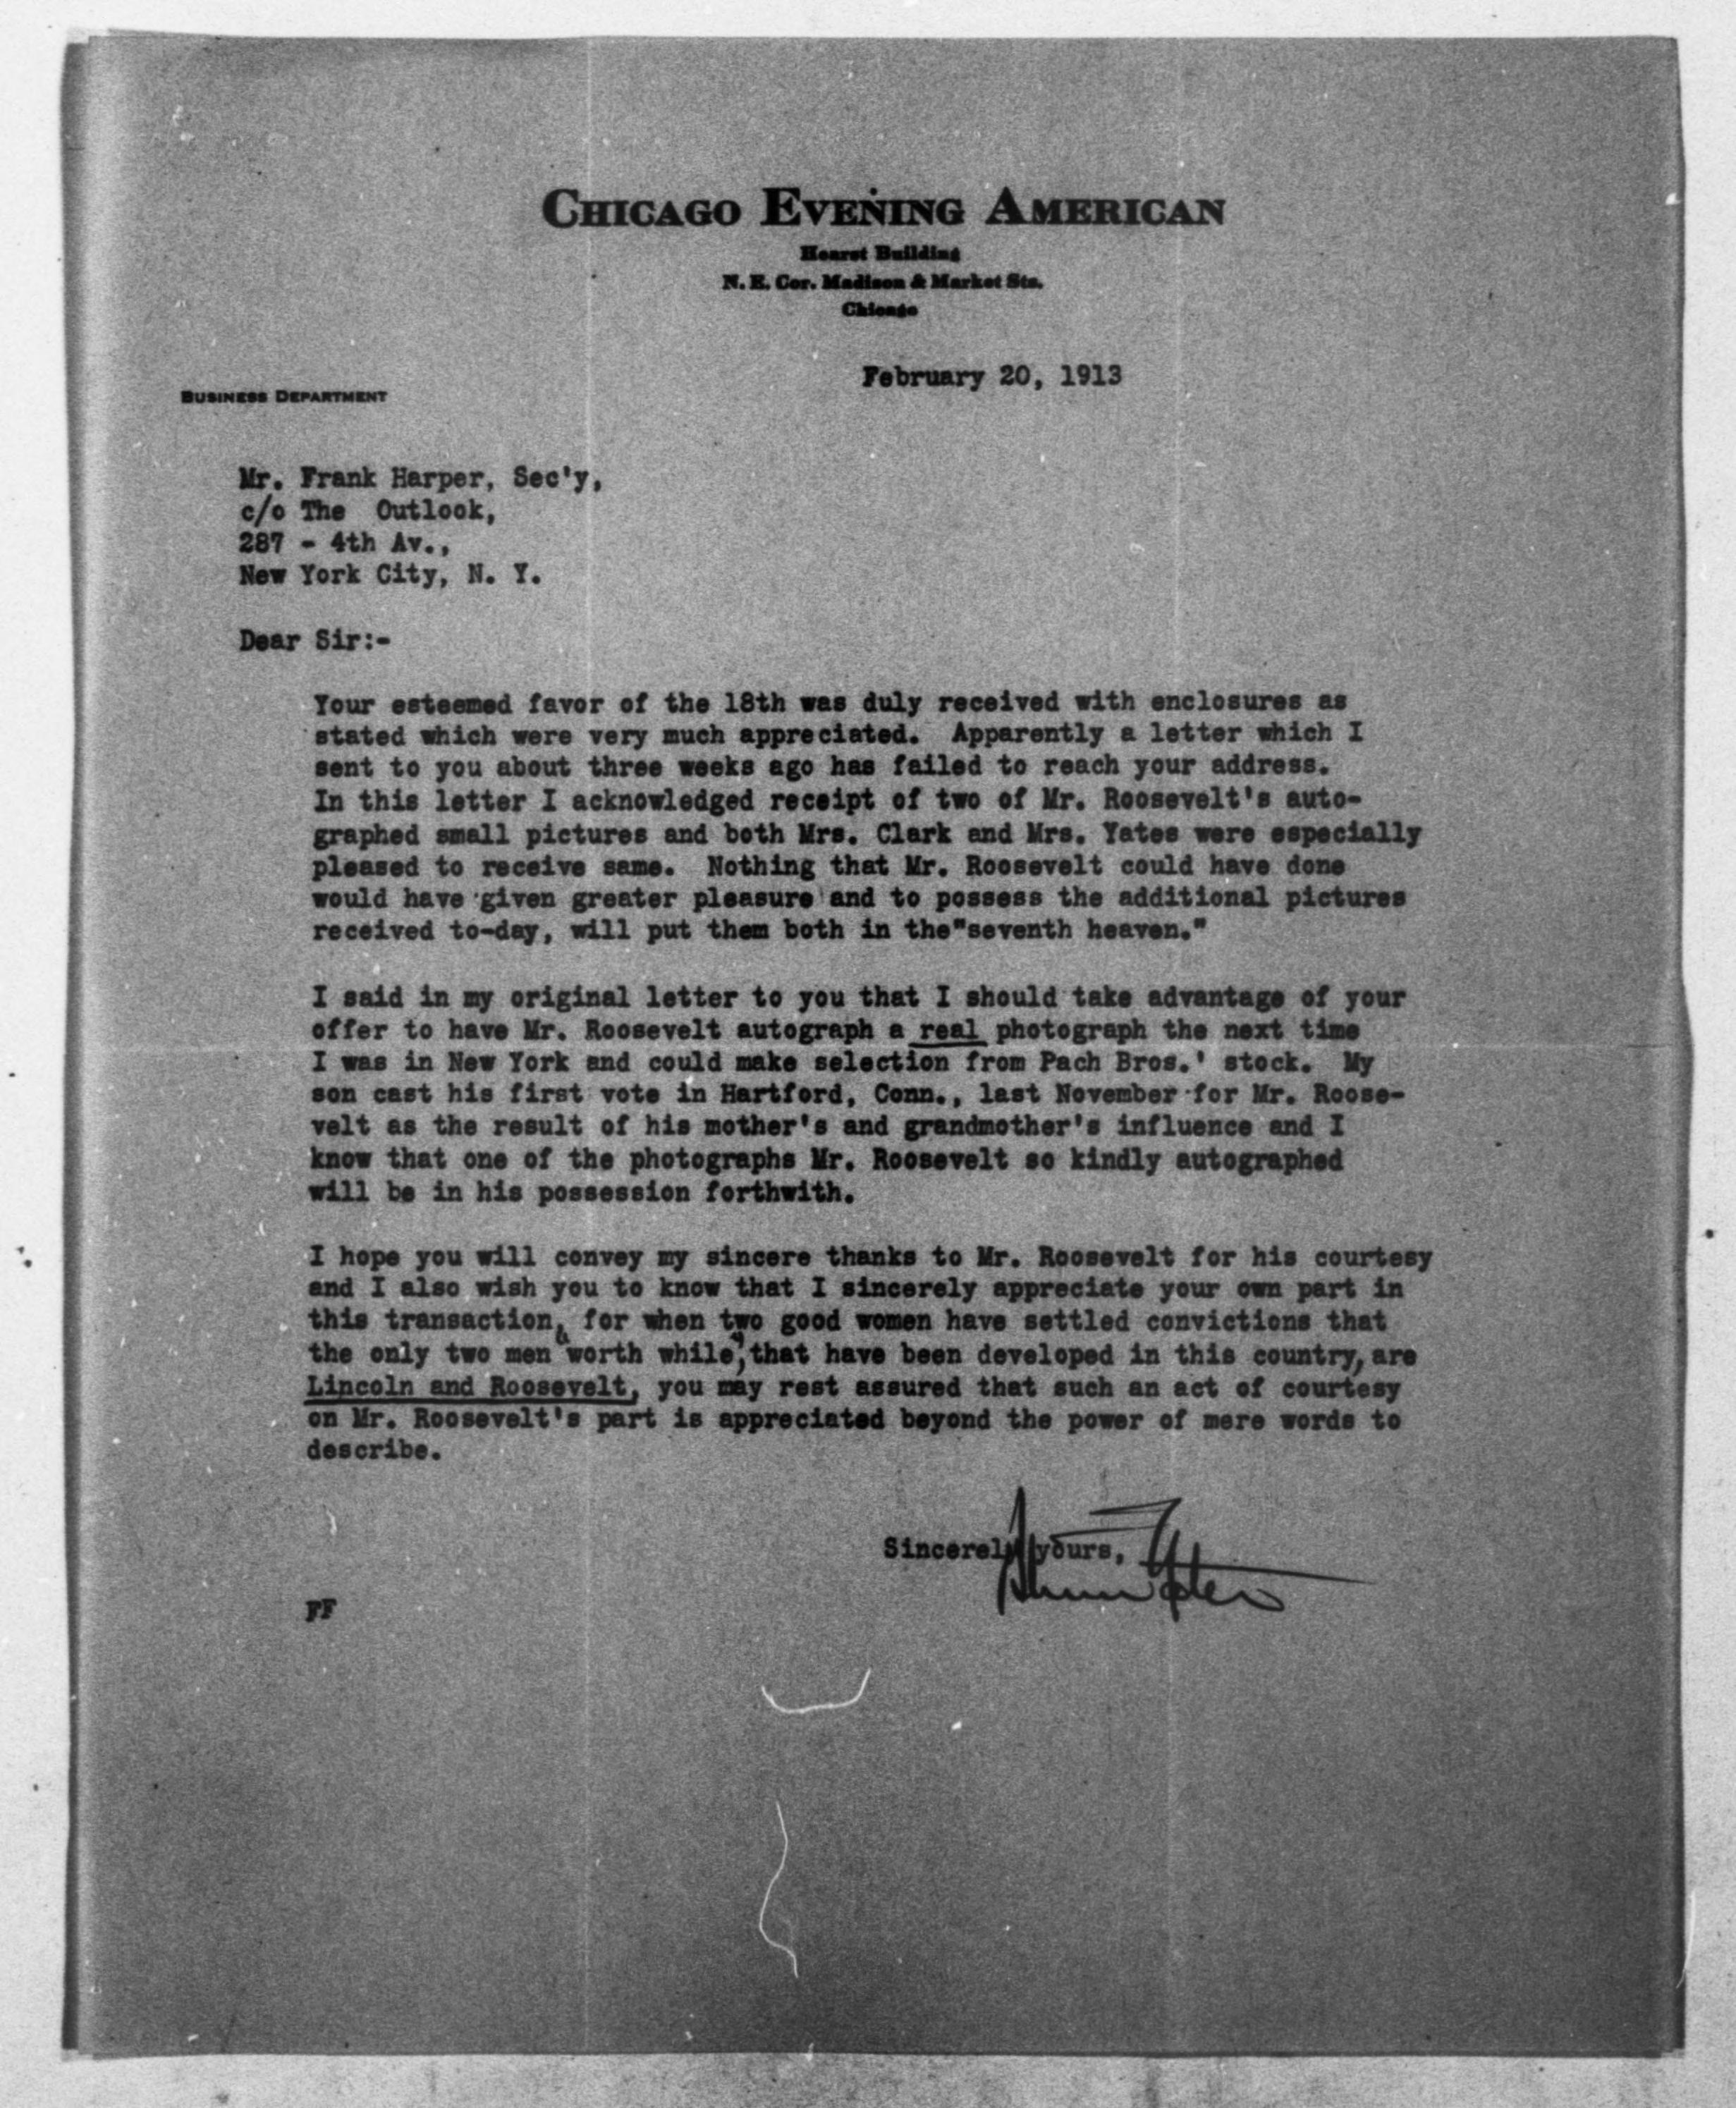 CHICAGO EVENING AMERICAN
Hearst Building
N. E. Cor. Madison & Market Sts.
Chicago
February 20, 1913
BUSINESS DEPARTMENT
Mr. Frank Harper, Sec'y,
c/o The Outlook,
287 - 4th Av.,
New York City, N. Y.
Dear Sir:-
Your esteemed favor of the 18th was duly received with enclosures as
stated which were very much appreciated. Apparently a letter which I
sent to you about three weeks ago has failed to reach your address.
In this letter I acknowledged receipt of two of Mr. Roosevelt's auto-
graphed small pictures and both Mrs. Clark and Mrs. Yates were especially
pleased to receive same. Nothing that Mr. Roosevelt could have done
would have given greater pleasure and to possess the additional pictures
received to-day, will put them both in the"seventh heaven."
I said in my original letter to you that I should take advantage of your
offer to have Mr. Roosevelt autograph a real photograph the next time
I was in New York and could make selection from Pach Bros.' stock. My
son cast his first vote in Hartford, Conn., last November for Mr. Roose-
velt as the result of his mother's and grandmother's influence and I
know that one of the photographs Mr. Roosevelt so kindly autographed
will be in his possession forthwith.
I hope you will convey my sincere thanks to Mr. Roosevelt for his courtesy
and I also wish you to know that I sincerely appreciate your own part in
this transaction, for when two good women have settled convictions that
the only two men worth while, that have been developed in this country, are
Lincoln and Roosevelt, you may rest assured that such an act of courtesy
on Mr. Roosevelt's part is appreciated beyond the power of mere words to
describe.
Sincerely yours,
FF